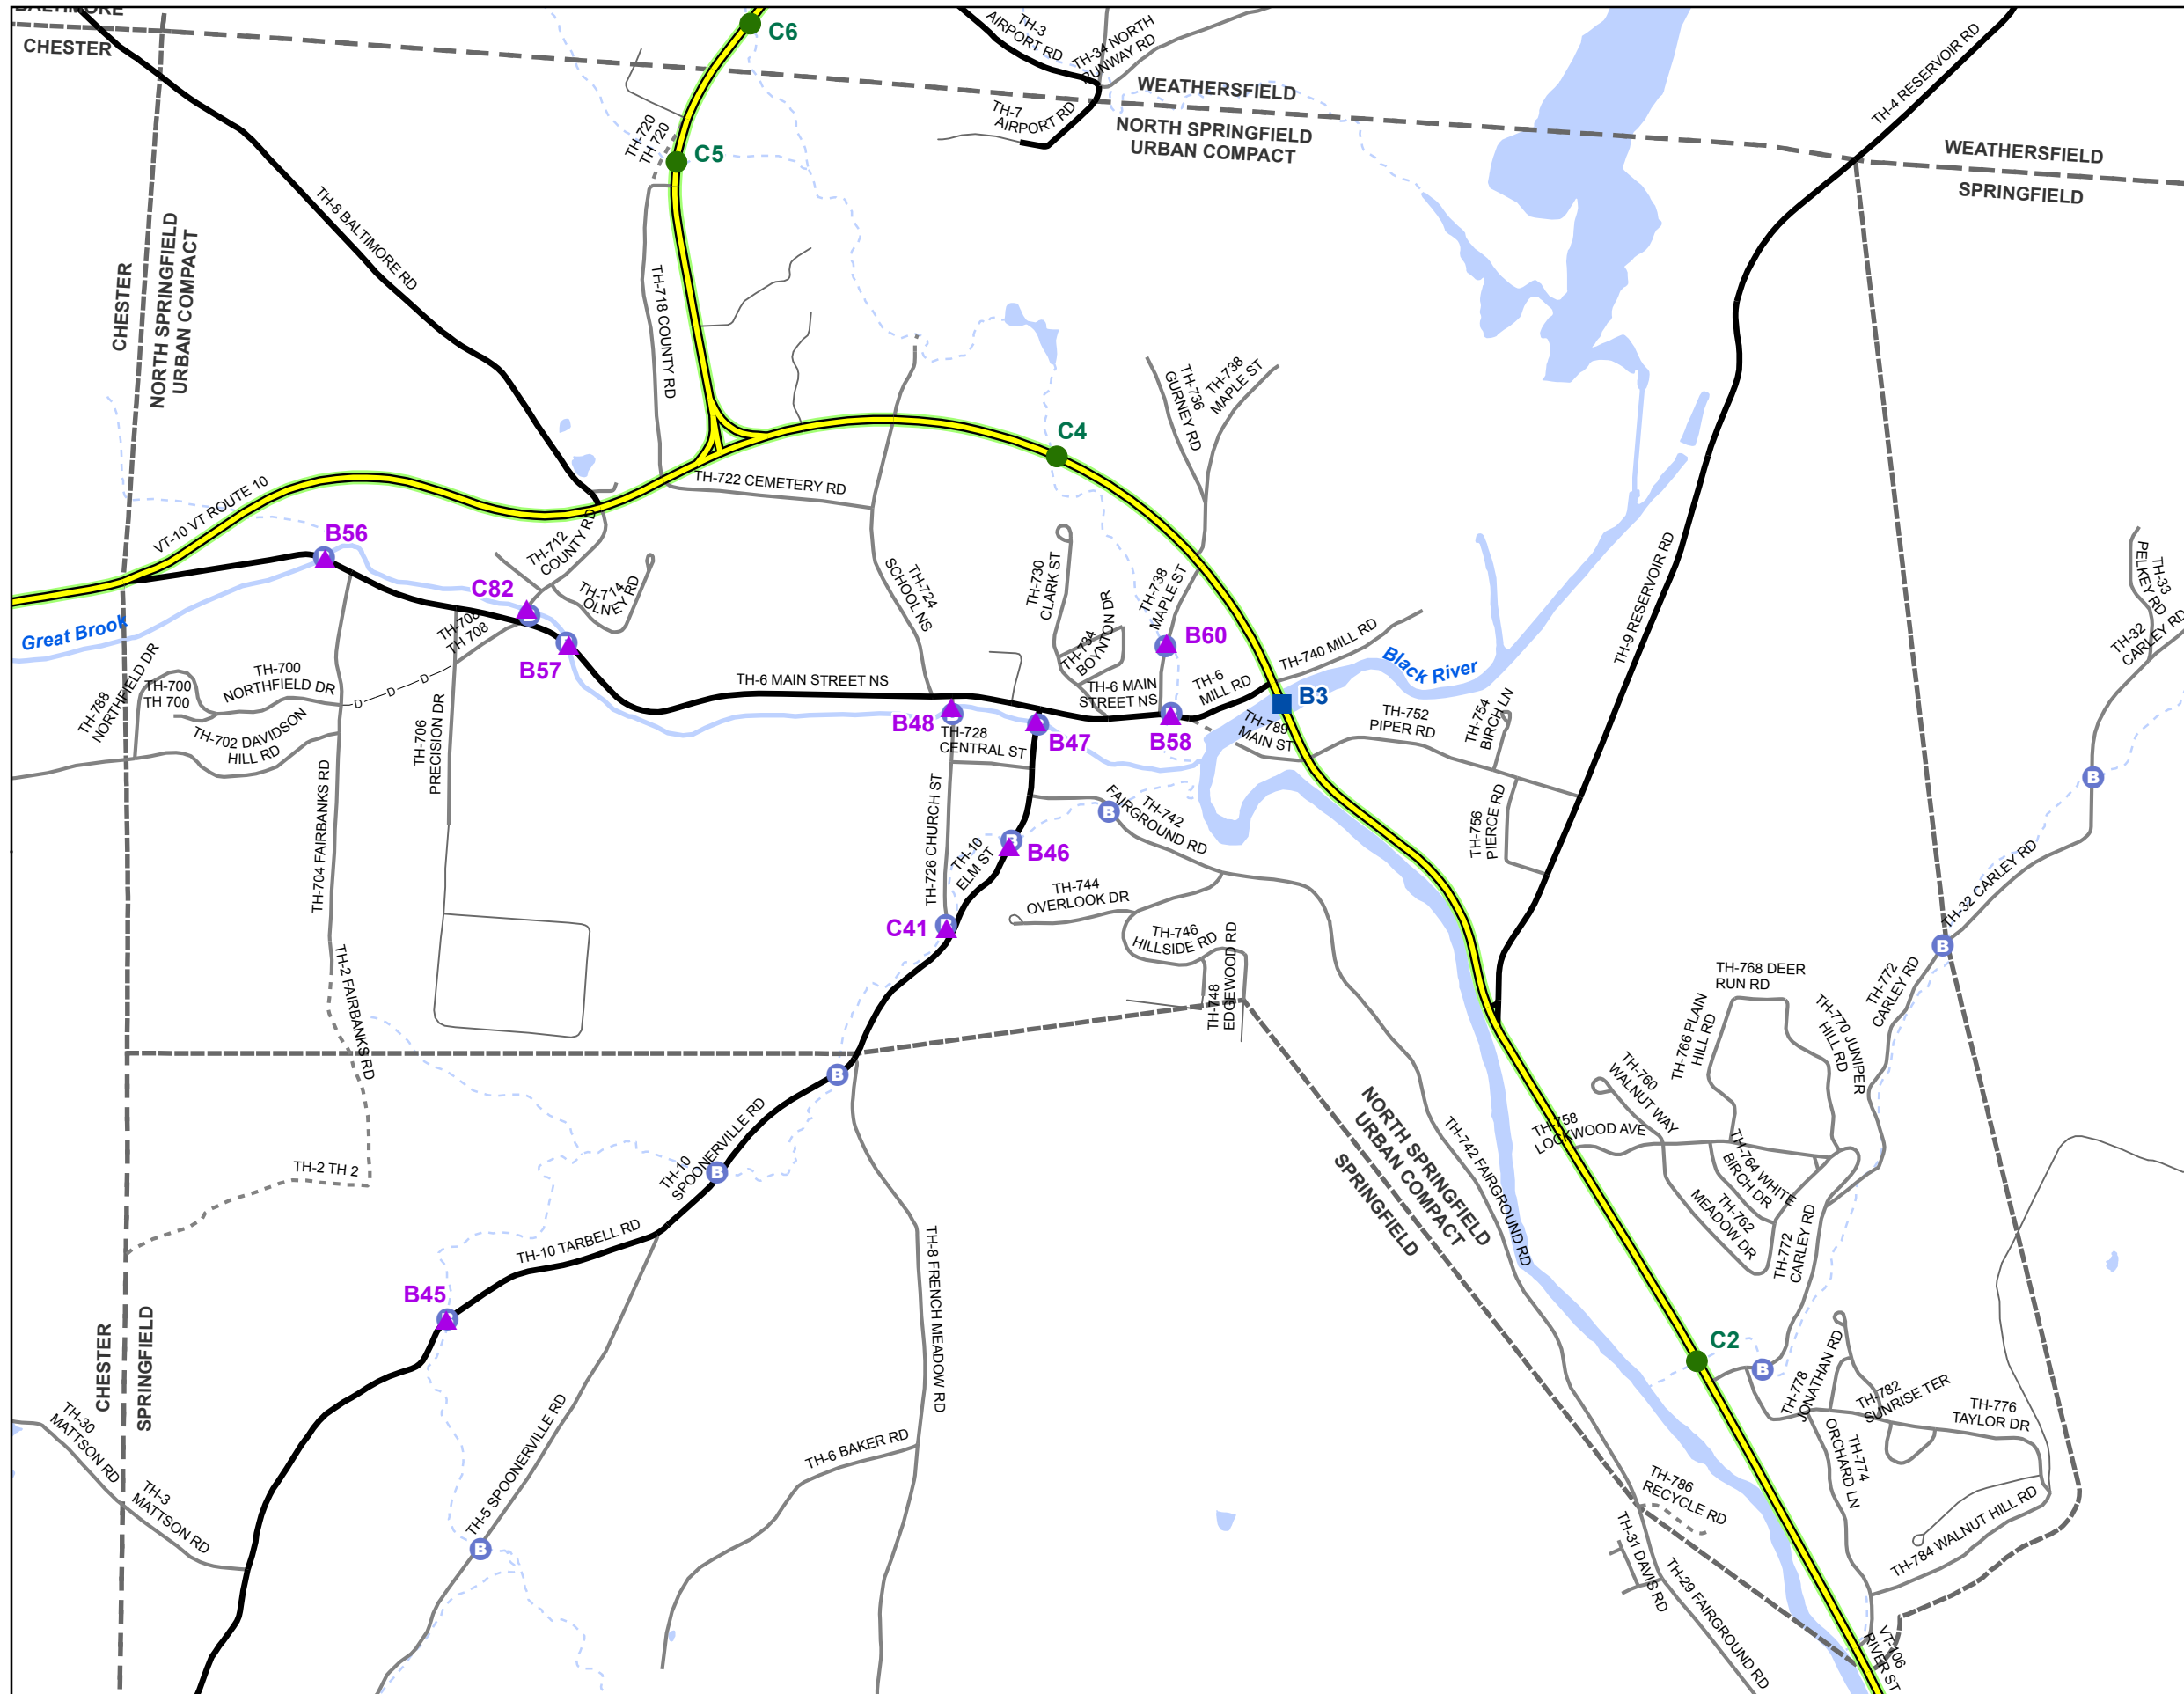 BALTIMORE
CHESTER
C6
TH-3
AIRPORT RD
TH-34 NORTH
RUNWAY RD
TH-7
AIRPORT RD
WEATHERSFIELD
NORTH SPRINGFIELD
URBAN COMPACT
TH-4 RESERVOIR RD
WEATHERSFIELD
SPRINGFIELD
TH-720
TH 720
C5
TH-8 BALTIMORE RD
CHESTER
NORTH SPRINGFIELD
URBAN COMPACT
TH-718 COUNTY RD
TH-736
GURNEY RD
TH-738
MAPLE ST
C4
TH-722 CEMETERY RD
VT-10 VT ROUTE 10
B56
TH-712
COUNTY RD
C82
TH-714
OLNEY RD
TH-724
SCHOOL NS
TH-730
CLARK ST
TH-734
BOYNTON DR
TH-738
MAPLE ST
B60
TH-9 RESERVOIR RD
TH-33
PELKEY RD
TH-32
CARLEY RD
Great Brook
TH-708
TH 708
B57
TH-788
NORTHFIELD DR
TH-700
TH 700
TH-700
NORTHFIELD DR
D
D
D
TH-702 DAVIDSON
HILL RD
TH-6 MAIN STREET NS
TH-6 MAIN
STREET NS
TH-6
MILL RD
TH-740 MILL RD
Black River
B3
B48
TH-728
CENTRAL ST
B47
B58
TH-789
MAIN ST
TH-752
PIPER RD
TH-754
BIRCH LN
TH-706
PRECISION DR
TH-704 FAIRBANKS RD
TH-726 CHURCH ST
TH-10
ELM ST
B46
B
TH-742
FAIRGROUND RD
TH-756
PIERCE RD
B
TH-32 CARLEY RD
B
C41
TH-744
OVERLOOK DR
TH-746
HILLSIDE RD
TH-748
EDGEWOOD RD
TH-2 FAIRBANKS RD
TH-768 DEER
RUN RD
TH-766 PLAIN
HILL RD
TH-770 JUNIPER
HILL RD
TH-772
CARLEY RD
TH-760
WALNUT WAY
TH-758
LOCKWOOD AVE
TH-764 WHITE
BIRCH DR
TH-762
MEADOW DR
TH-772
CARLEY RD
B
B
TH-10
SPOONERVILLE RD
TH-2 TH 2
TH-10 TARBELL RD
B45
NORTH SPRINGFIELD
URBAN COMPACT
SPRINGFIELD
TH-742 FAIRGROUND RD
TH-8 FRENCH MEADOW RD
CHESTER
SPRINGFIELD
C2
B
TH-778
JONATHAN RD
TH-782
SUNRISE TER
TH-776
TAYLOR DR
TH-774
ORCHARD LN
TH-784 WALNUT HILL RD
TH-30
MATTSON RD
TH-3
MATTSON RD
TH-5 SPOONERVILLE RD
B
TH-6 BAKER RD
TH-786
RECYCLE RD
TH-31 DAVIS RD
TH-29 FAIRGROUND RD
VT-106
RIVER ST